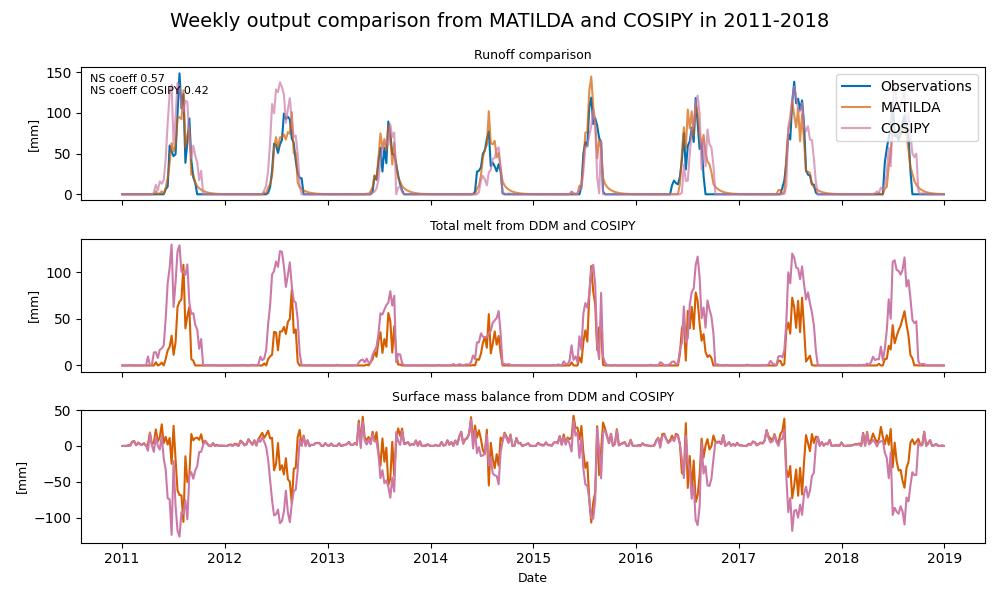 Weekly output comparison from MATILDA and COSIPY in 2011-2018
Runoff comparison
150
100
50
0
[mm]
NS coeff 0.57
NS coeff COSIPY 0.42
Observations
MATILDA
COSIPY
Total melt from DDM and COSIPY
100
50
0
[mm]
Surface mass balance from DDM and COSIPY
50
0
−50
−100
[mm]
2011 2012 2013 2014 2015 2016 2017 2018 2019
Date